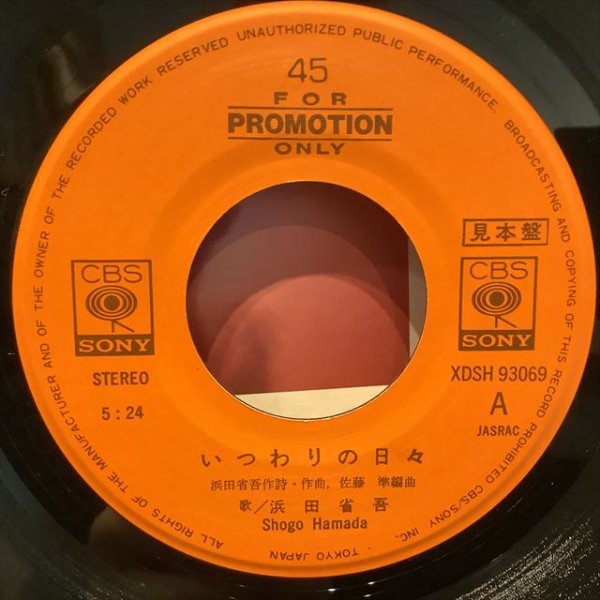 ALL RIGHTS OF THE MANUFACTURER AND OF THE OWNER OF THE RECORDED WORK RESERVED UNAUTHORIZED PUBLIC PERFORMANCE, BROADCASTING AND COPYING OF THIS RECORD PROHIBITED CBS/SONY INC. TOKYO JAPAN
45
FOR
PROMOTION
ONLY
見本盤
CBS
SONY
CBS
SONY
STEREO
XDSH 93069
5:24
A
JASRAC
いつわりの日々
浜田省吾作詩・作曲, 佐藤 準編曲
歌/浜田省吾
Shogo Hamada